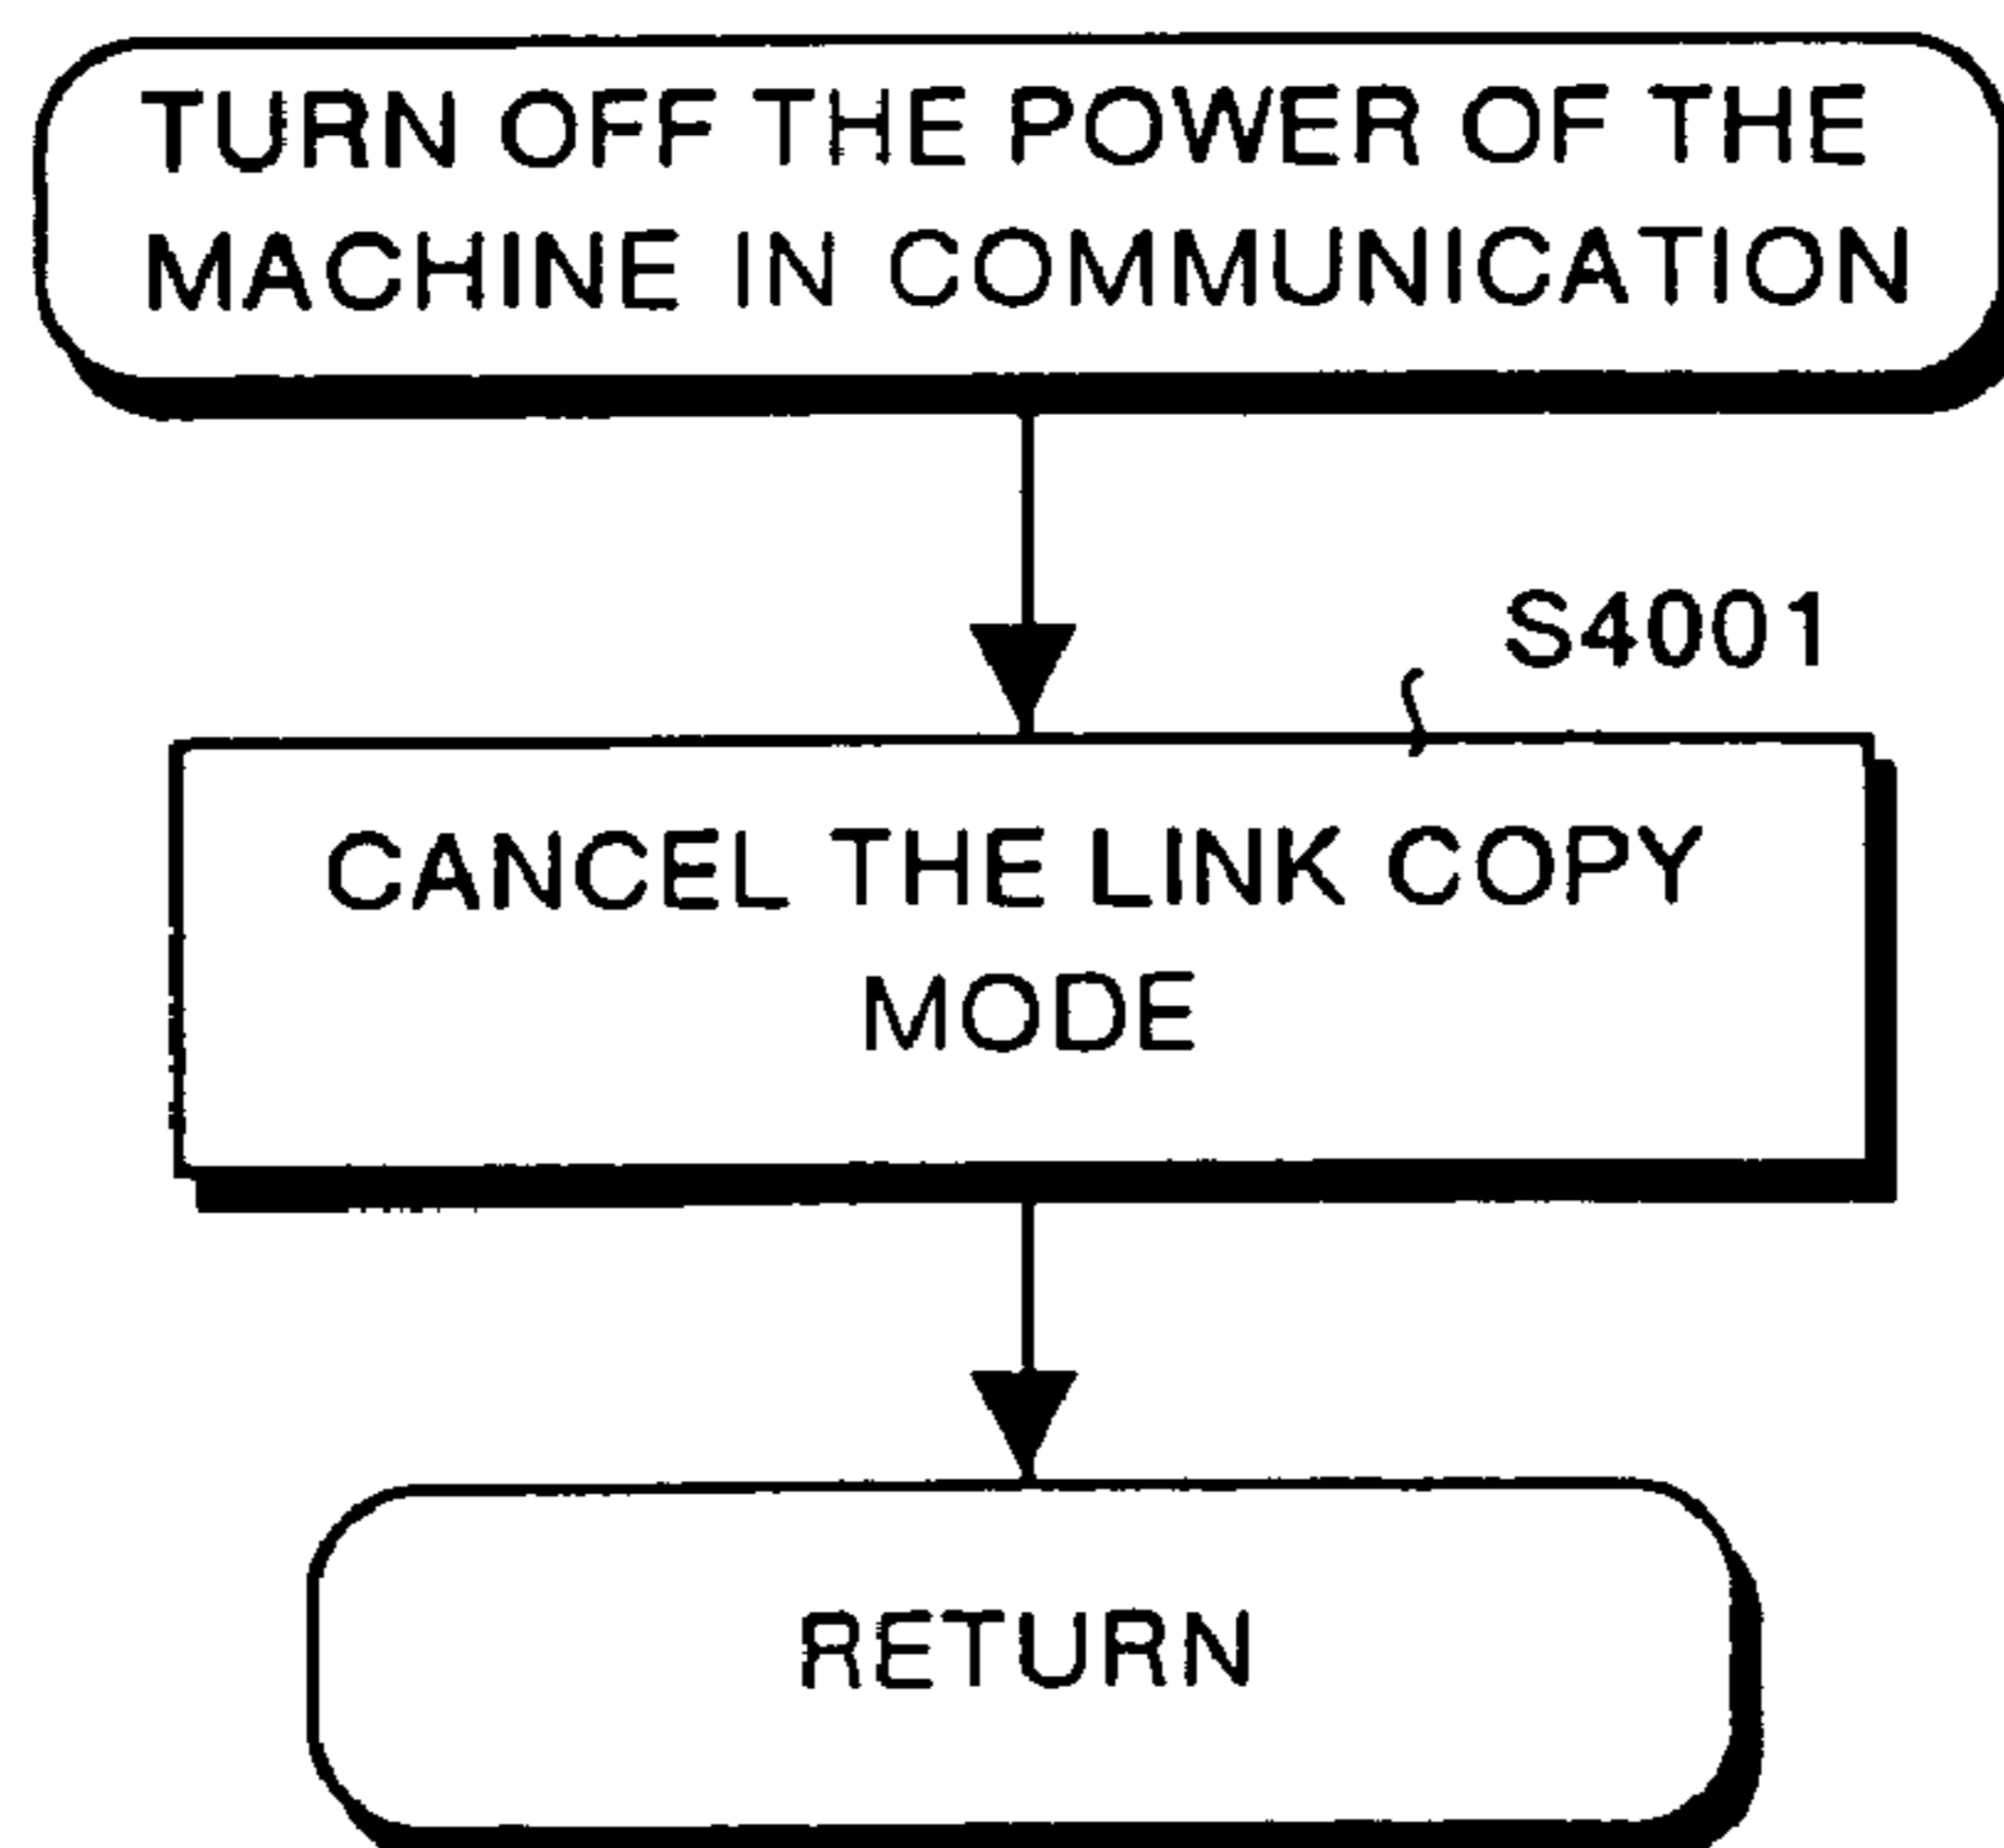 TURN OFF THE POWER OF THE
MACHINE IN COMMUNICATION
S4001
CANCEL THE LINK COPY
MODE
RETURN